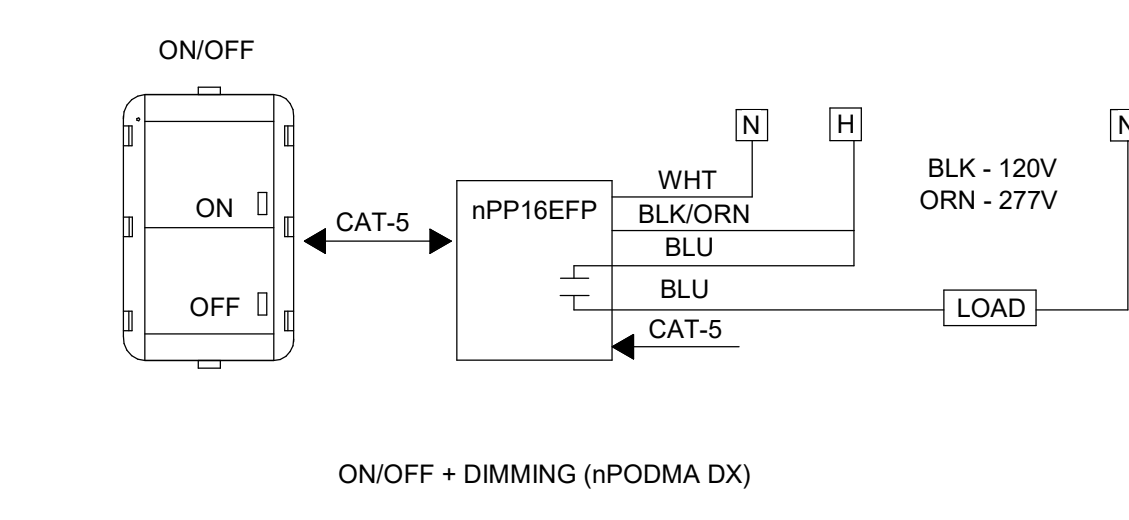 ON/OFF
N
H
N
BLK - 120V
ORN - 277V
WHT
nPP16EFP
BLK/ORN
ON
CAT-5
BLU
BLU
OFF
LOAD
CAT-5
ON/OFF + DIMMING (nPODMA DX)